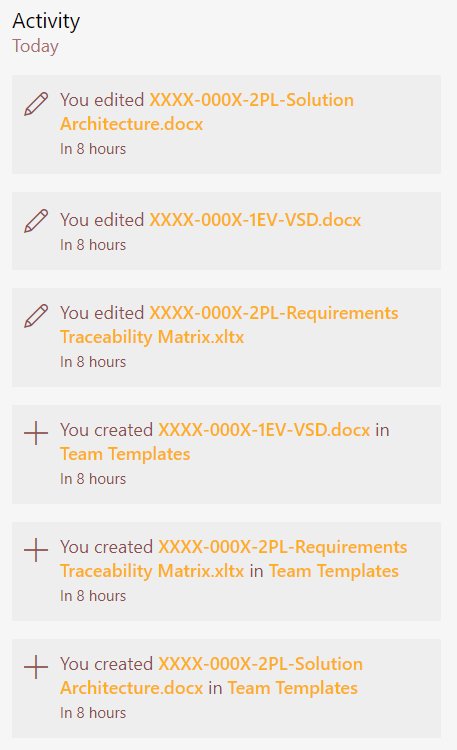 Activity
Today
You edited XXXX-000X-2PL-Solution
Architecture.docx
In 8 hours
You edited XXXX-000X-1EV-VSD.docx
In 8 hours
You edited XXXX-000X-2PL-Requirements
Traceability Matrix.xltx
In 8 hours
You created XXXX-000X-1EV-VSD.docx in
Team Templates
In 8 hours
You created XXXX-000X-2PL-Requirements
Traceability Matrix.xltx in Team Templates
In 8 hours
You created XXXX-000X-2PL-Solution
Architecture.docx in Team Templates
In 8 hours